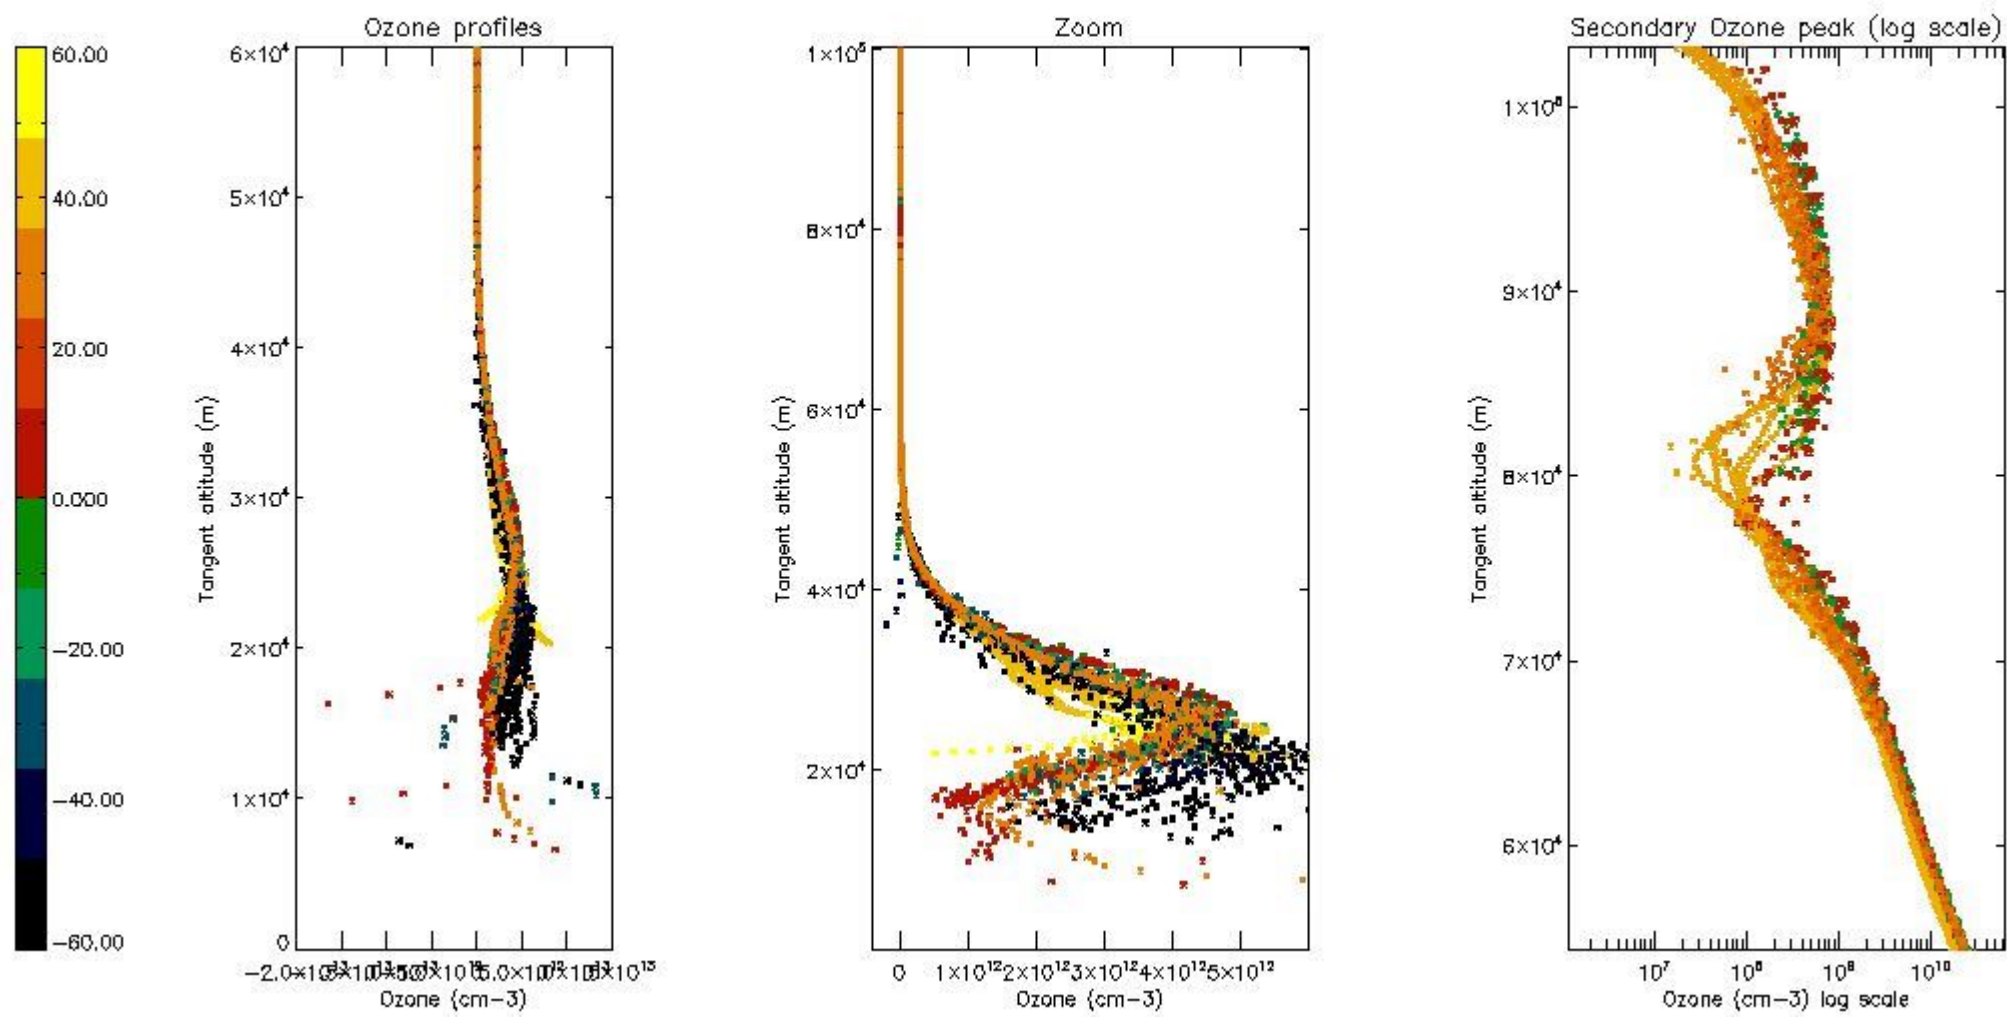 Ozone profiles
Zoom
Secondary Ozone peak (log scale)
60.00
40.00
20.00
−20.00
−40.00
−60.00
6×10⁴
5×10⁴
4×10⁴
3×10⁴
2×10⁴
1×10⁴
0
Tangent altitude (m)
Ozone (cm−3)
1×10⁵
8×10⁴
6×10⁴
4×10⁴
2×10⁴
Tangent altitude (m)
0 1×10¹² 2×10¹² 3×10¹² 4×10¹² 5×10¹²
Ozone (cm−3)
9×10⁴
8×10⁴
7×10⁴
6×10⁴
Tangent altitude (m)
10⁷ 10⁸ 10⁹ 10¹⁰
Ozone (cm−3) log scale